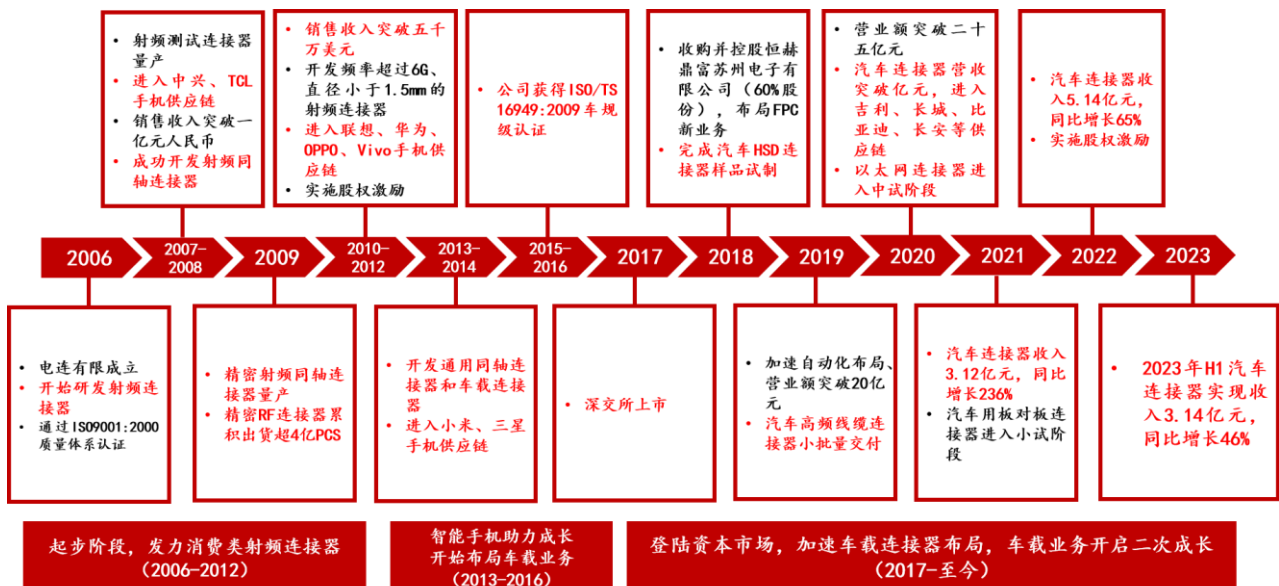 • 射频测试连接器
量产
• 进入中兴、TCL
手机供应链
• 销售收入突破一
亿元人民币
• 成功开发射频同
轴连接器
• 销售收入突破五千
万美元
• 开发频率超过6G、
直径小于1.5mm的
射频连接器
• 进入联想、华为、
OPPO、Vivo手机供
应链
• 实施股权激励
• 公司获得ISO/TS
16949:2009车规
级认证
• 收购并控股恒赫
鼎富苏州电子有
限公司（60%股
份），布局FPC
新业务
• 完成汽车HSD连
接器样品试制
• 营业额突破二十
五亿元
• 汽车连接器营收
突破亿元，进入
吉利、长城、比
亚迪、长安等供
应链
• 以太网连接器进
入中试阶段
• 汽车连接器收
入5.14亿元，
同比增长65%
• 实施股权激励
2006
2007-
2008
2009
2010-
2012
2013-
2014
2015-
2016
2017
2018
2019
2020
2021
2022
2023
• 电连有限成立
• 开始研发射频连
接器
• 通过ISO9001:2000
质量体系认证
• 精密射频同轴连
接器量产
• 精密RF连接器累
积出货超4亿PCS
• 开发通用同轴连
接器和车载连接
器
• 进入小米、三星
手机供应链
• 深交所上市
• 加速自动化布局、
营业额突破20亿
元
• 汽车高频线缆连
接器小批量交付
• 汽车连接器收入
3.12亿元，同比
增长236%
• 汽车用板对板连
接器进入小试阶
段
• 2023年H1汽车
连接器实现收
入3.14亿元，
同比增长46%
起步阶段，发力消费类射频连接器
（2006-2012）
智能手机助力成长
开始布局车载业务
（2013-2016）
登陆资本市场，加速车载连接器布局，车载业务开启二次成长
（2017-至今）